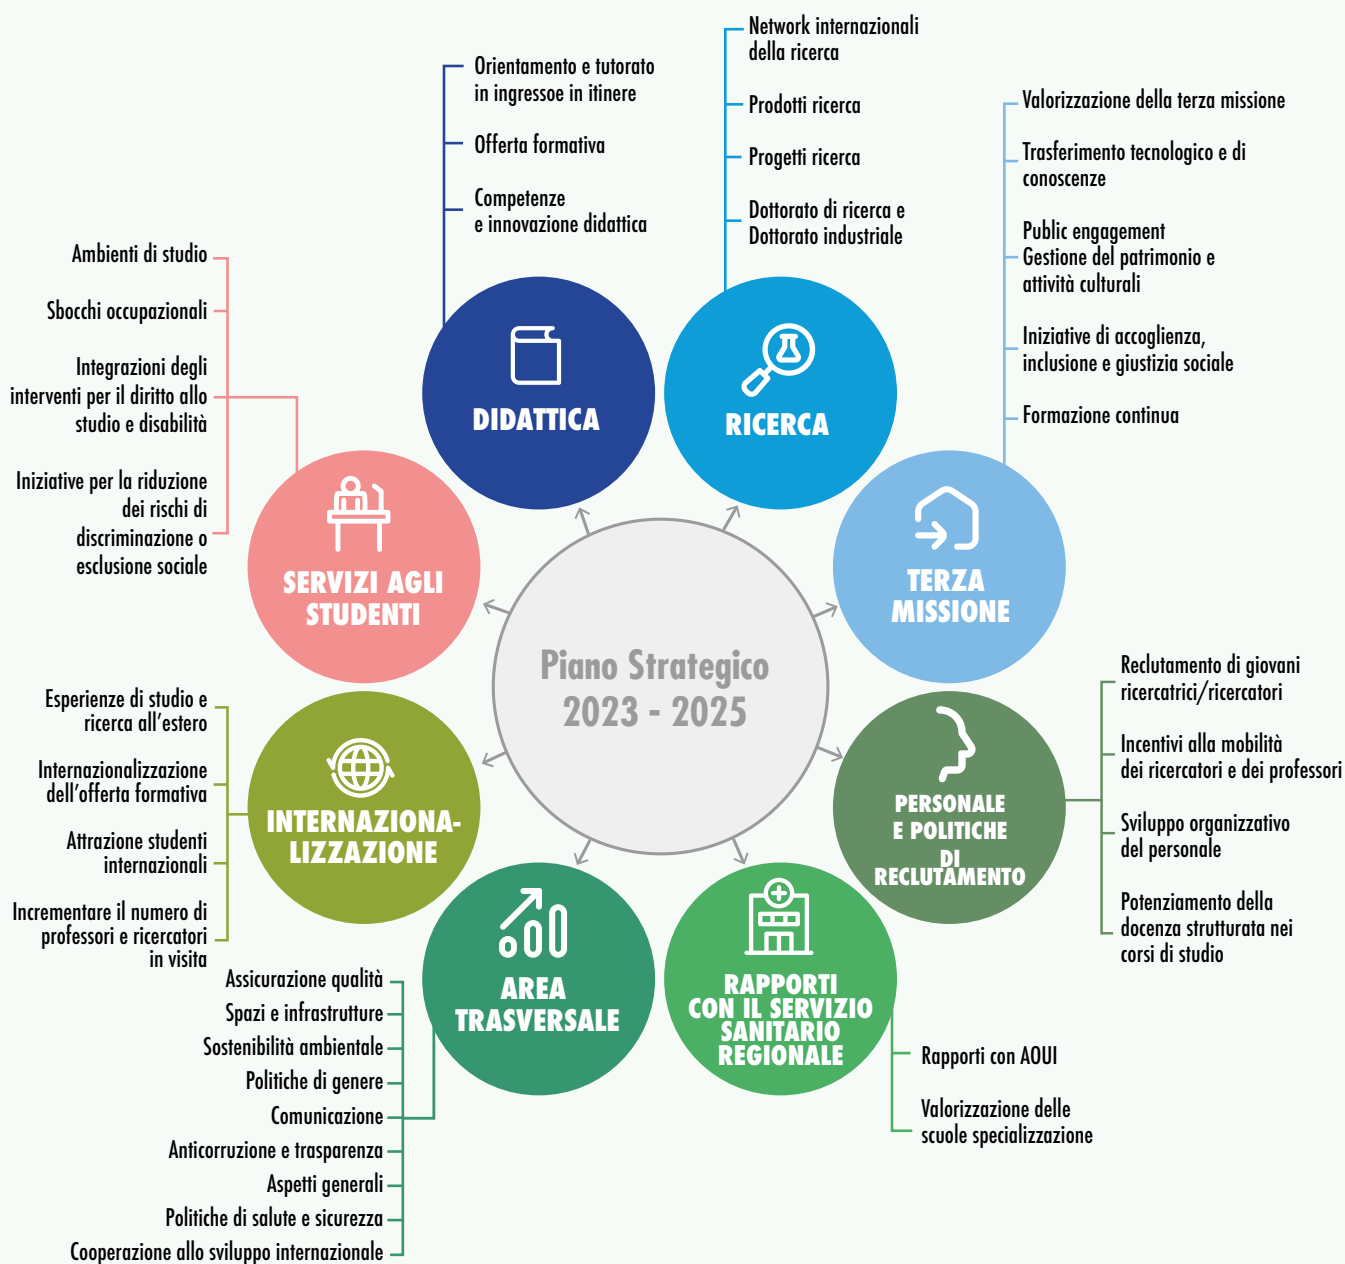 Network internazionali
della ricerca
Prodotti ricerca
Progetti ricerca
Dottorato di ricerca e
Dottorato industriale
Orientamento e tutorato
in ingressoe in itinere
Offerta formativa
Competenze
e innovazione didattica
Valorizzazione della terza missione
Trasferimento tecnologico e di
conoscenze
Public engagement
Gestione del patrimonio e
attività culturali
Iniziative di accoglienza,
inclusione e giustizia sociale
Formazione continua
Ambienti di studio
Sbocchi occupazionali
Integrazioni degli
interventi per il diritto allo
studio e disabilità
Iniziative per la riduzione
dei rischi di
discriminazione o
esclusione sociale
DIDATTICA
RICERCA
SERVIZI AGLI
STUDENTI
TERZA
MISSIONE
Piano Strategico
2023 - 2025
Esperienze di studio e
ricerca all'estero
Internazionalizzazione
dell'offerta formativa
Attrazione studenti
internazionali
Incrementare il numero di
professori e ricercatori
in visita
INTERNAZIONA-
LIZZAZIONE
PERSONALE
E POLITICHE
DI
RECLUTAMENTO
Reclutamento di giovani
ricercatrici/ricercatori
Incentivi alla mobilità
dei ricercatori e dei professori
Sviluppo organizzativo
del personale
Potenziamento della
docenza strutturata nei
corsi di studio
AREA
TRASVERSALE
RAPPORTI
CON IL SERVIZIO
SANITARIO
REGIONALE
Assicurazione qualità
Spazi e infrastrutture
Sostenibilità ambientale
Politiche di genere
Comunicazione
Anticorruzione e trasparenza
Aspetti generali
Politiche di salute e sicurezza
Cooperazione allo sviluppo internazionale
Rapporti con AOUI
Valorizzazione delle
scuole specializzazione